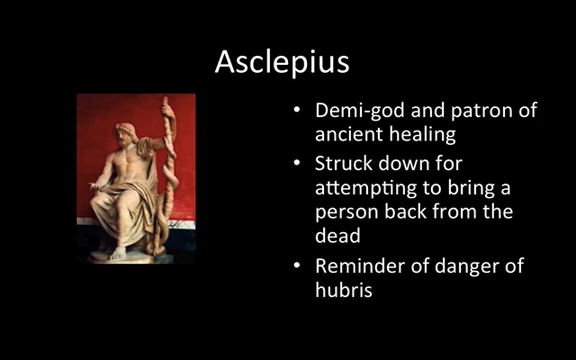 Asclepius
• Demi-god and patron of
ancient healing
• Struck down for
attempting to bring a
person back from the
dead
• Reminder of danger of
hubris